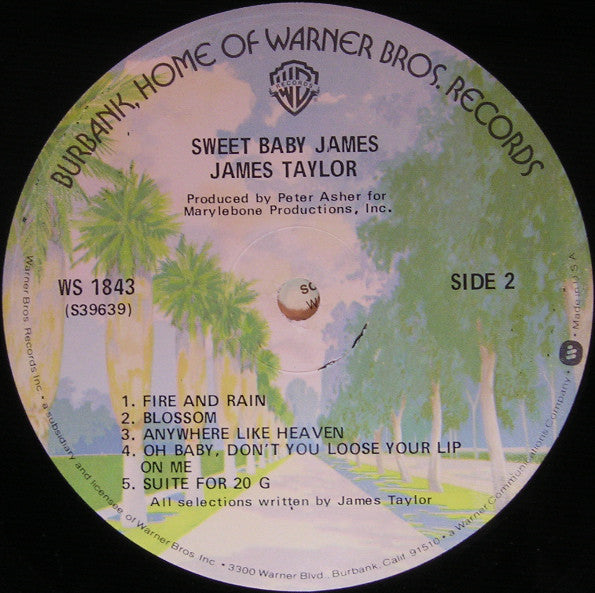 BURBANK, HOME OF WARNER BROS. RECORDS
RECORDS
SWEET BABY JAMES
JAMES TAYLOR
Produced by Peter Asher for
Marylebone Productions, Inc.
WS 1843
(S39639)
SIDE 2
1. FIRE AND RAIN
2. BLOSSOM
3. ANYWHERE LIKE HEAVEN
4. OH BABY, DON'T YOU LOOSE YOUR LIP
ON ME
5. SUITE FOR 20 G
All selections written by James Taylor
Warner Bros. Records Inc. • a subsidiary and licensee of Warner Bros. Inc. • 3300 Warner Blvd., Burbank, Calif. 91510 • a Warner Communications Company • Made in U.S.A.